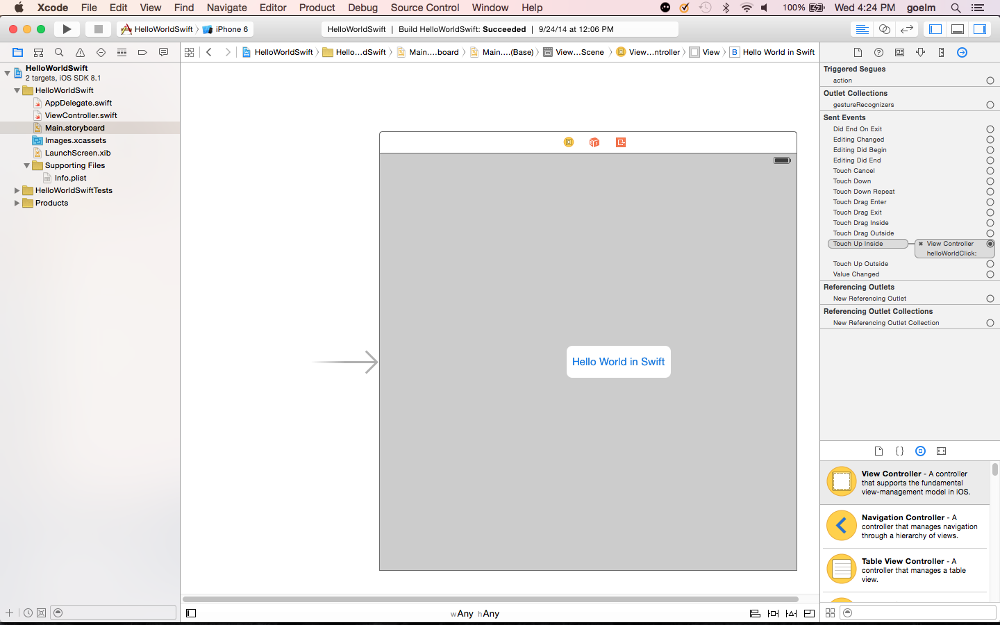 Xcode File Edit View Find Navigate Editor Product Debug Source Control Window Help 100% Wed 4:24 PM goelm
HelloWorldSwift iPhone 6 HelloWorldSwift | Build HelloWorldSwift: Succeeded | 9/24/14 at 12:06 PM
HelloWorldSwift Hello...dSwift Main....board Main....(Base) View...Scene View...ntroller View B Hello World in Swift
HelloWorldSwift
2 targets, iOS SDK 8.1
HelloWorldSwift
AppDelegate.swift
ViewController.swift
Main.storyboard
Images.xcassets
LaunchScreen.xib
Supporting Files
Info.plist
HelloWorldSwiftTests
Products
Hello World in Swift
wAny hAny
Triggered Segues
action
Outlet Collections
gestureRecognizers
Sent Events
Did End On Exit
Editing Changed
Editing Did Begin
Editing Did End
Touch Cancel
Touch Down
Touch Down Repeat
Touch Drag Enter
Touch Drag Exit
Touch Drag Inside
Touch Drag Outside
Touch Up Inside View Controller
helloWorldClick:
Touch Up Outside
Value Changed
Referencing Outlets
New Referencing Outlet
Referencing Outlet Collections
New Referencing Outlet Collection
View Controller - A controller
that supports the fundamental
view-management model in iOS.
Navigation Controller - A
controller that manages navigation
through a hierarchy of views.
Table View Controller - A
controller that manages a table
view.